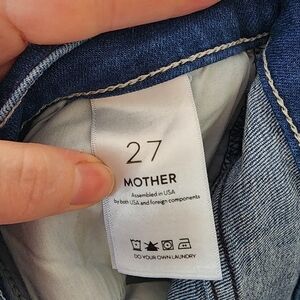 27
MOTHER
Assembled in USA
by both USA and foreign components
DO YOUR OWN LAUNDRY